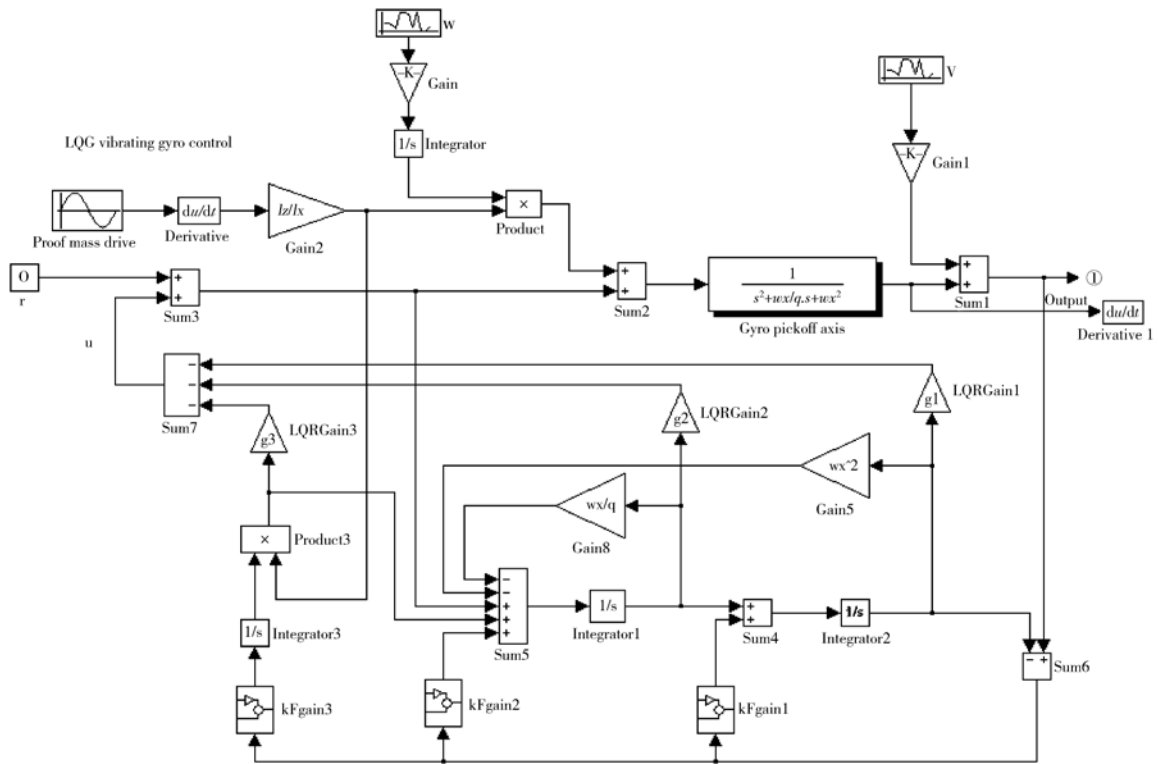 W
-K-
Gain
V
LQG vibrating gyro control
1/s
Integrator
-K-
Gain1
du/dt
Iz/Ix
×
Product
Proof mass drive
Derivative
Gain2
O
r
+
+
Sum3
+
+
Sum2
1
s²+wx/q.s+wx²
Gyro pickoff axis
+
+
Sum1
①
Output
du/dt
Derivative 1
u
-
-
-
Sum7
g3
LQRGain3
g2
LQRGain2
g1
LQRGain1
wx/q
Gain8
wx^2
Gain5
×
Product3
-
-
+
+
+
Sum5
1/s
Integrator1
+
+
Sum4
1/s
Integrator2
1/s
Integrator3
- +
Sum6
kFgain3
kFgain2
kFgain1